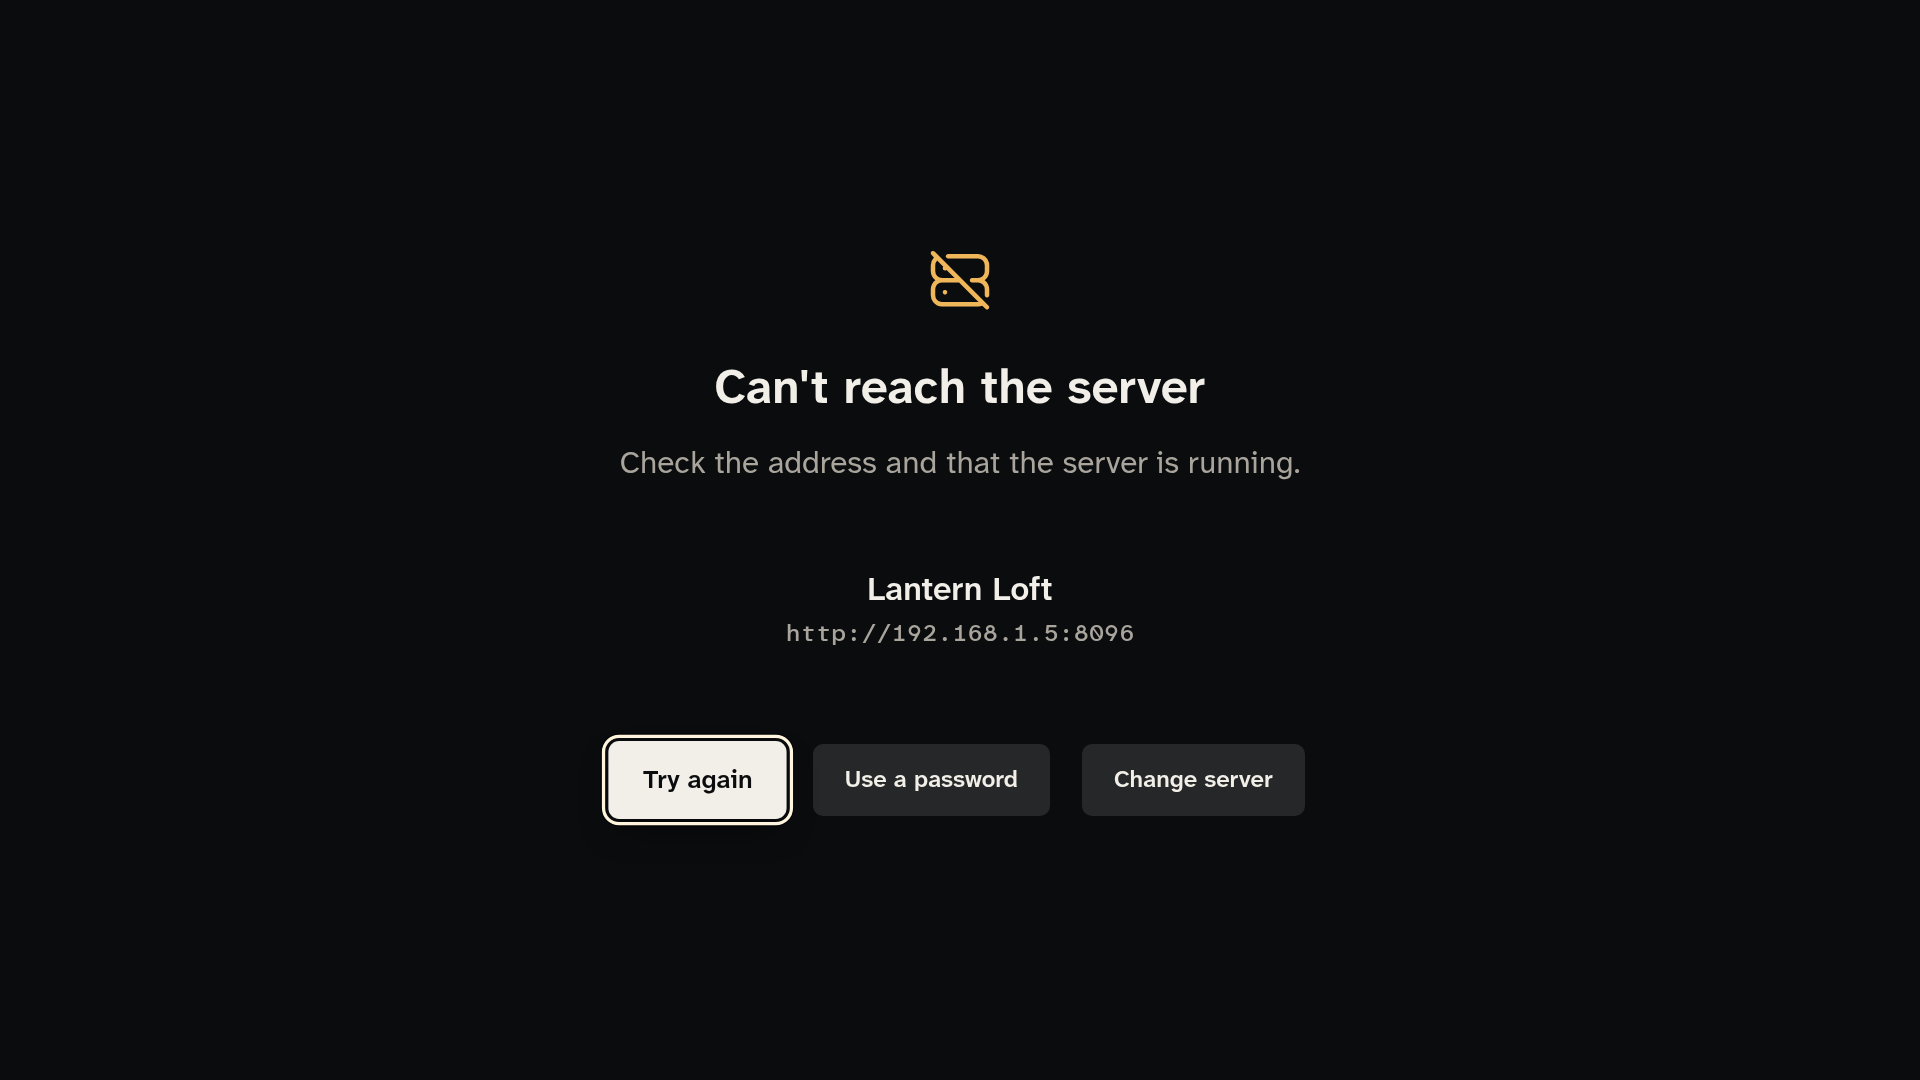 Can't reach the server
Check the address and that the server is running.
Lantern Loft
http://192.168.1.5:8096
Try again
Use a password
Change server